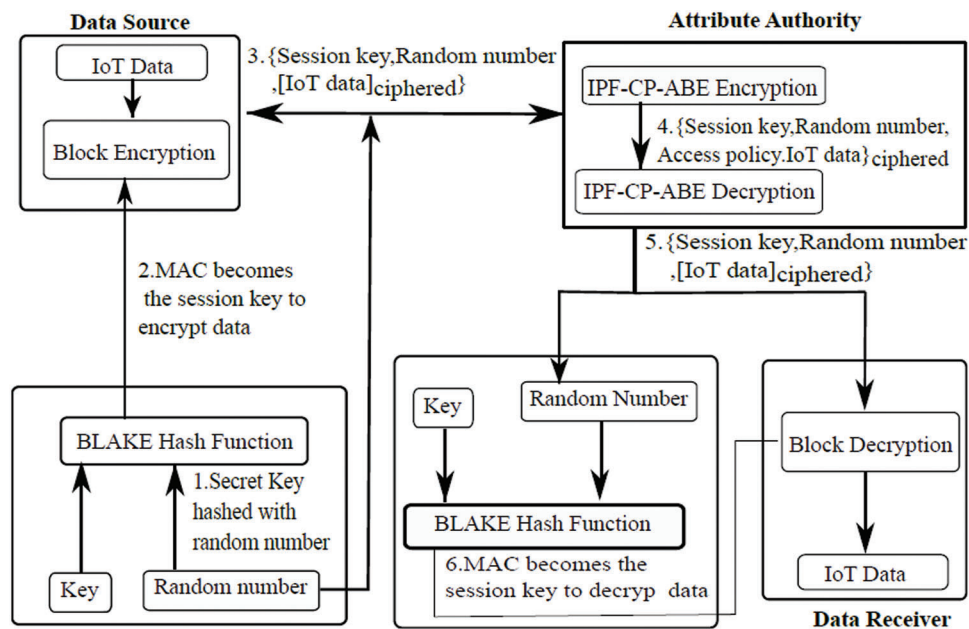 Data Source
IoT Data
Block Encryption
3.{Session key,Random number
,[IoT data]ciphered}
Attribute Authority
IPF-CP-ABE Encryption
4.{Session key,Random number,
Access policy.IoT data}ciphered
IPF-CP-ABE Decryption
2.MAC becomes
the session key to
encrypt data
5.{Session key,Random number
,[IoT data]ciphered}
BLAKE Hash Function
1.Secret Key
hashed with
random number
Key
Random number
Key
Random Number
BLAKE Hash Function
6.MAC becomes the
session key to decryp data
Block Decryption
IoT Data
Data Receiver